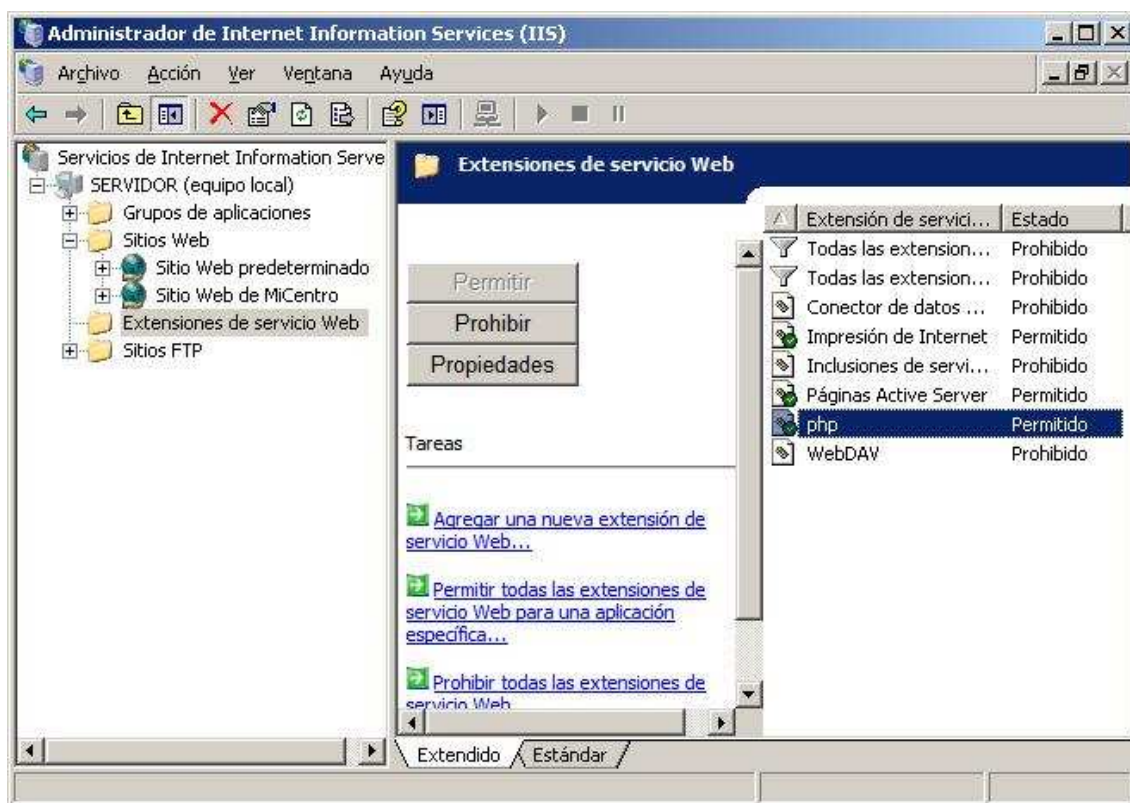 Administrador de Internet Information Services (IIS)
Archivo Acción Ver Ventana Ayuda
Servicios de Internet Information Serve
SERVIDOR (equipo local)
Grupos de aplicaciones
Sitios Web
Sitio Web predeterminado
Sitio Web de MiCentro
Extensiones de servicio Web
Sitios FTP
Extensiones de servicio Web
Permitir
Prohibir
Propiedades
Tareas
Agregar una nueva extensión de
servicio Web...
Permitir todas las extensiones de
servicio Web para una aplicación
específica...
Prohibir todas las extensiones de
servicio Web
Extensión de servici... Estado
Todas las extension... Prohibido
Todas las extension... Prohibido
Conector de datos ... Prohibido
Impresión de Internet Permitido
Inclusiones de servi... Prohibido
Páginas Active Server Permitido
php Permitido
WebDAV Prohibido
Extendido Estándar